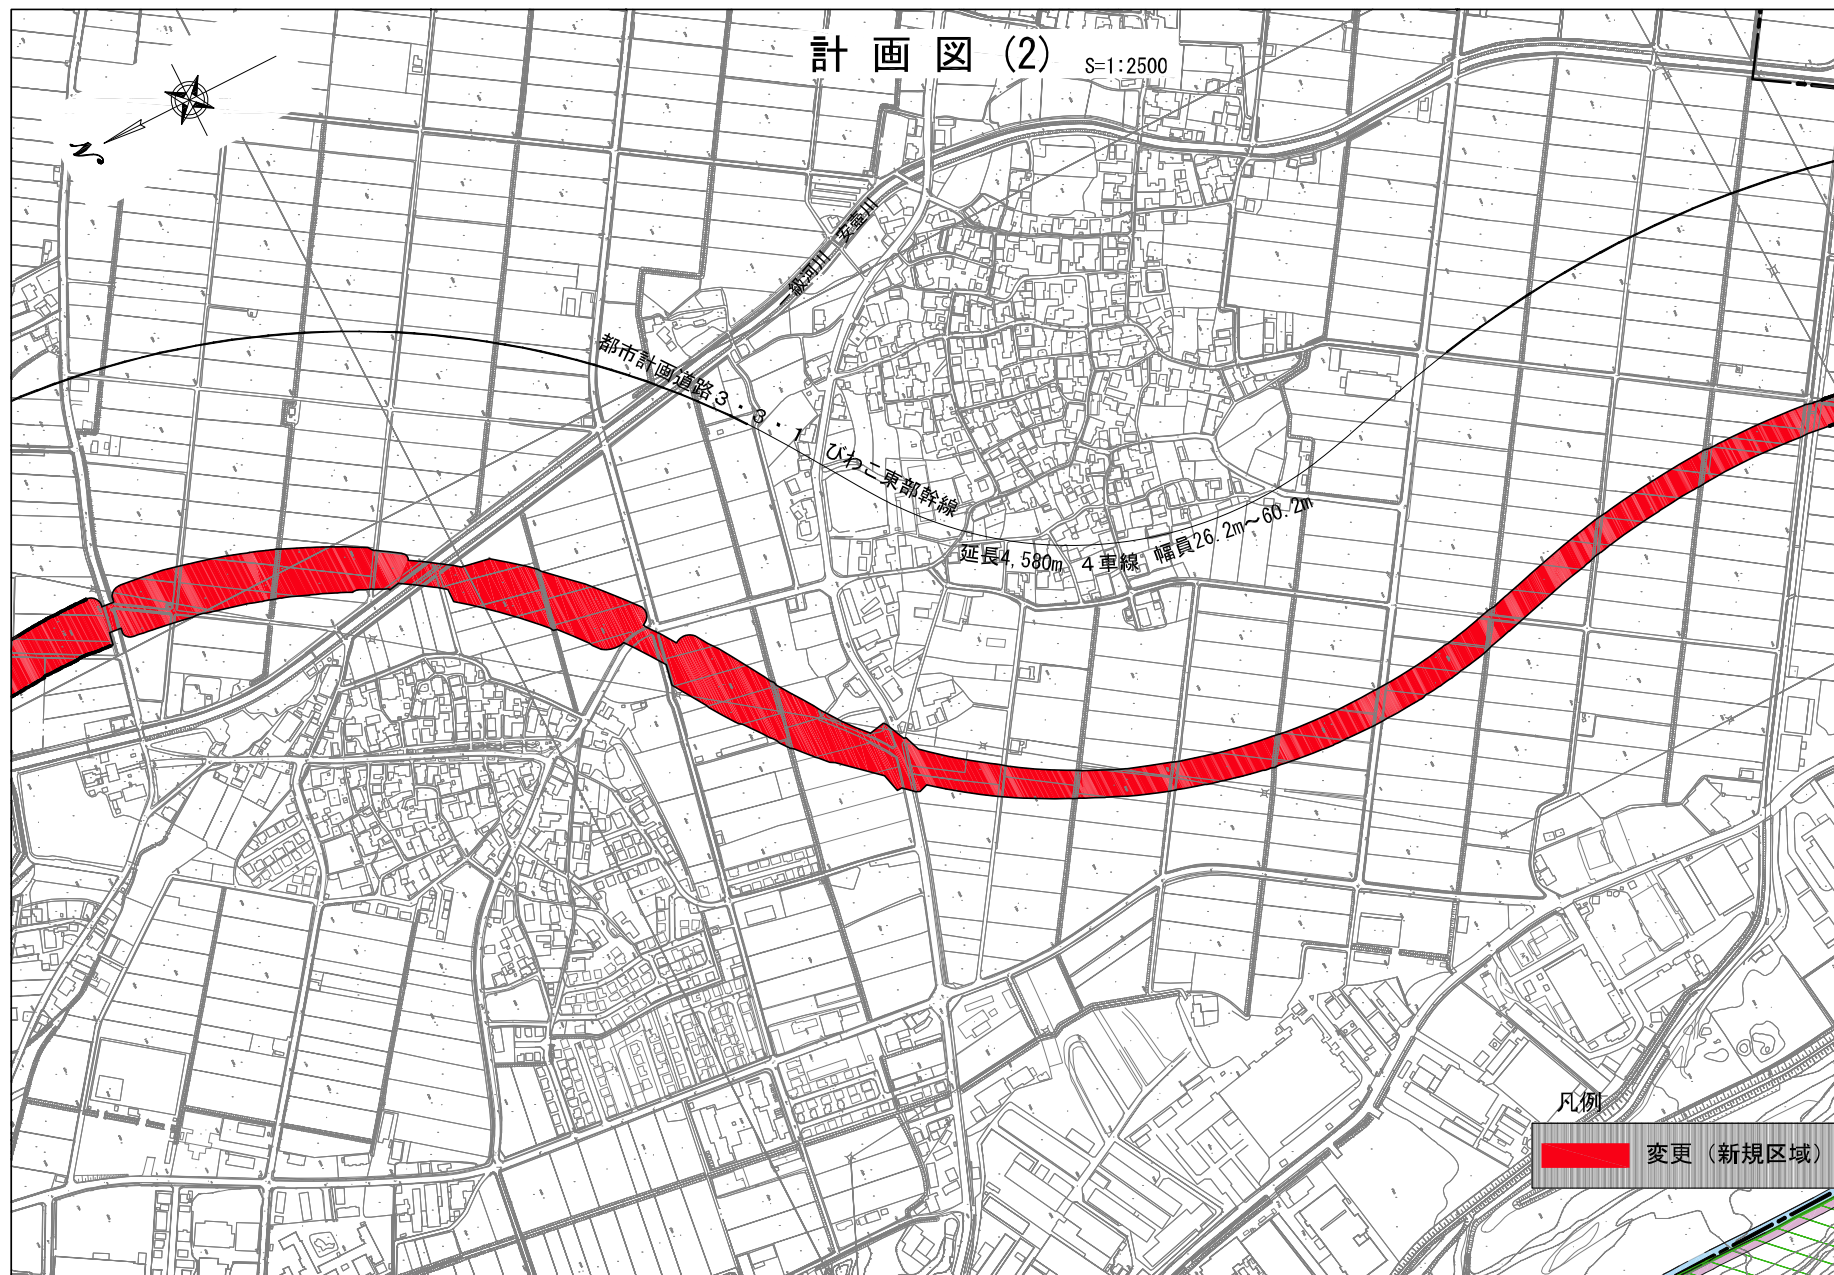 計画図(2) S=1:2500
N
一級河川 安壺川
都市計画道路3・3・1 びわこ東部幹線
延長4,580m 4車線 幅員26.2m〜60.2m
凡例
変更(新規区域)